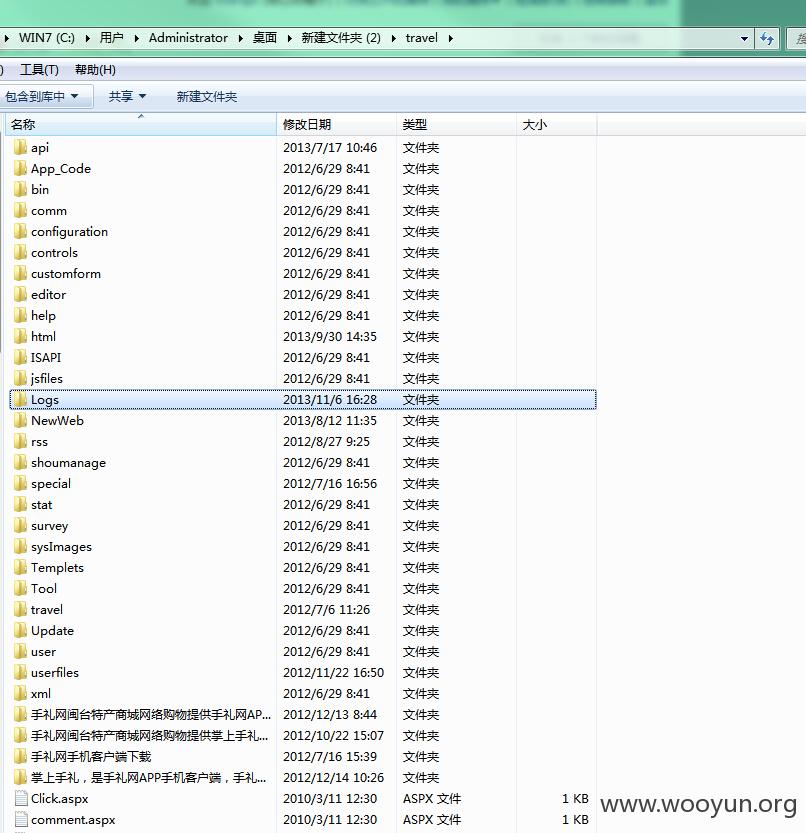 WIN7 (C:) 用户 Administrator 桌面 新建文件夹 (2) travel
工具(T) 帮助(H)
包含到库中 共享 新建文件夹
名称 修改日期 类型 大小
api 2013/7/17 10:46 文件夹
App_Code 2012/6/29 8:41 文件夹
bin 2012/6/29 8:41 文件夹
comm 2012/6/29 8:41 文件夹
configuration 2012/6/29 8:41 文件夹
controls 2012/6/29 8:41 文件夹
customform 2012/6/29 8:41 文件夹
editor 2012/6/29 8:41 文件夹
help 2012/6/29 8:41 文件夹
html 2013/9/30 14:35 文件夹
ISAPI 2012/6/29 8:41 文件夹
jsfiles 2012/6/29 8:41 文件夹
Logs 2013/11/6 16:28 文件夹
NewWeb 2013/8/12 11:35 文件夹
rss 2012/8/27 9:25 文件夹
shoumanage 2012/6/29 8:41 文件夹
special 2012/7/16 16:56 文件夹
stat 2012/6/29 8:41 文件夹
survey 2012/6/29 8:41 文件夹
sysImages 2012/6/29 8:41 文件夹
Templets 2012/6/29 8:41 文件夹
Tool 2012/6/29 8:41 文件夹
travel 2012/7/6 11:26 文件夹
Update 2012/6/29 8:41 文件夹
user 2012/6/29 8:41 文件夹
userfiles 2012/11/22 16:50 文件夹
xml 2012/6/29 8:41 文件夹
手礼网闽台特产商城网络购物提供手礼网AP... 2012/12/13 8:44 文件夹
手礼网闽台特产商城网络购物提供掌上手礼... 2012/10/22 15:07 文件夹
手礼网手机客户端下载 2012/7/16 15:39 文件夹
掌上手礼，是手礼网APP手机客户端，手礼... 2012/12/14 10:26 文件夹
Click.aspx 2010/3/11 12:30 ASPX 文件 1 KB
comment.aspx 2010/3/11 12:30 ASPX 文件 1 KB
www.wooyun.org